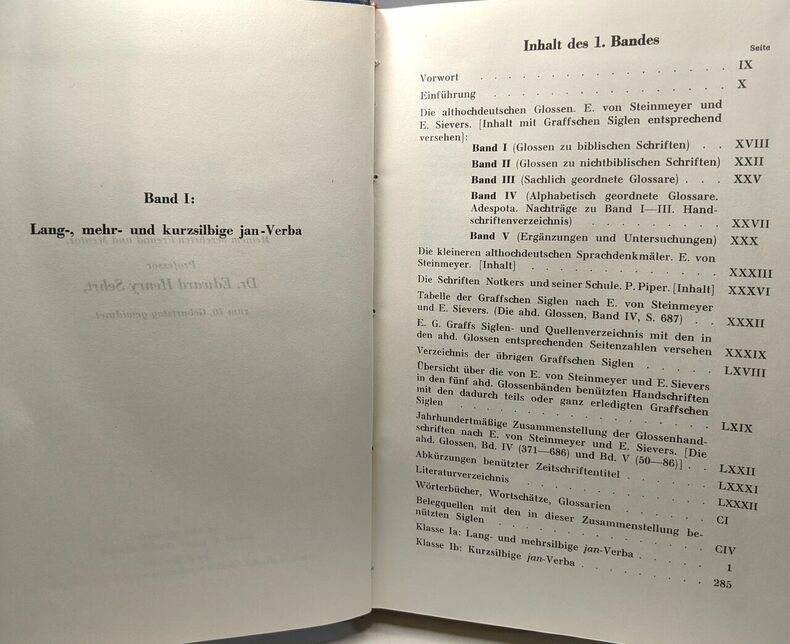 Band I:
Lang-, mehr- und kurzsilbige jan-Verba
Professor
Dr. Eduard Henry Sehrt,
zum 70. Geburtstag gewidmet
Inhalt des 1. Bandes
Seite
Vorwort . . . . . . . . . . . . IX
Einführung . . . . . . . . . . . . X
Die althochdeutschen Glossen. E. von Steinmeyer und
E. Sievers. [Inhalt mit Graffschen Siglen entsprechend
versehen]:
Band I (Glossen zu biblischen Schriften) . . XVIII
Band II (Glossen zu nichtbiblischen Schriften) XXII
Band III (Sachlich geordnete Glossare) . . . XXV
Band IV (Alphabetisch geordnete Glossare.
Adespota. Nachträge zu Band I—III. Hand-
schriftenverzeichnis) . . . . . . . . XXVII
Band V (Ergänzungen und Untersuchungen) XXX
Die kleineren althochdeutschen Sprachdenkmäler. E. von
Steinmeyer. [Inhalt] . . . . . . . . . XXXIII
Die Schriften Notkers und seiner Schule. P. Piper. [Inhalt] XXXVI
Tabelle der Graffschen Siglen nach E. von Steinmeyer
und E. Sievers. (Die ahd. Glossen, Band IV, S. 687) . . XXXII
E. G. Graffs Siglen- und Quellenverzeichnis mit den in
den ahd. Glossen entsprechenden Seitenzahlen versehen XXXIX
Verzeichnis der übrigen Graffschen Siglen . . . . . LXVIII
Übersicht über die von E. von Steinmeyer und E. Sievers
in den fünf ahd. Glossenbänden benützten Handschriften
mit den dadurch teils oder ganz erledigten Graffschen
Siglen . . . . . . . . . . . . LXIX
Jahrhundertmäßige Zusammenstellung der Glossenhand-
schriften nach E. von Steinmeyer und E. Sievers. [Die
ahd. Glossen, Bd. IV (371—686) und Bd. V (50—86)] . . LXXII
Abkürzungen benützter Zeitschriftentitel . . . . . LXXXI
Literaturverzeichnis . . . . . . . . . LXXXII
Wörterbücher, Wortschätze, Glossarien . . . . . CI
Belegquellen mit den in dieser Zusammenstellung be-
nützten Siglen . . . . . . . . . . CIV
Klasse Ia: Lang- und mehrsilbige jan-Verba . . . . 1
Klasse Ib: Kurzsilbige jan-Verba . . . . . . . 285